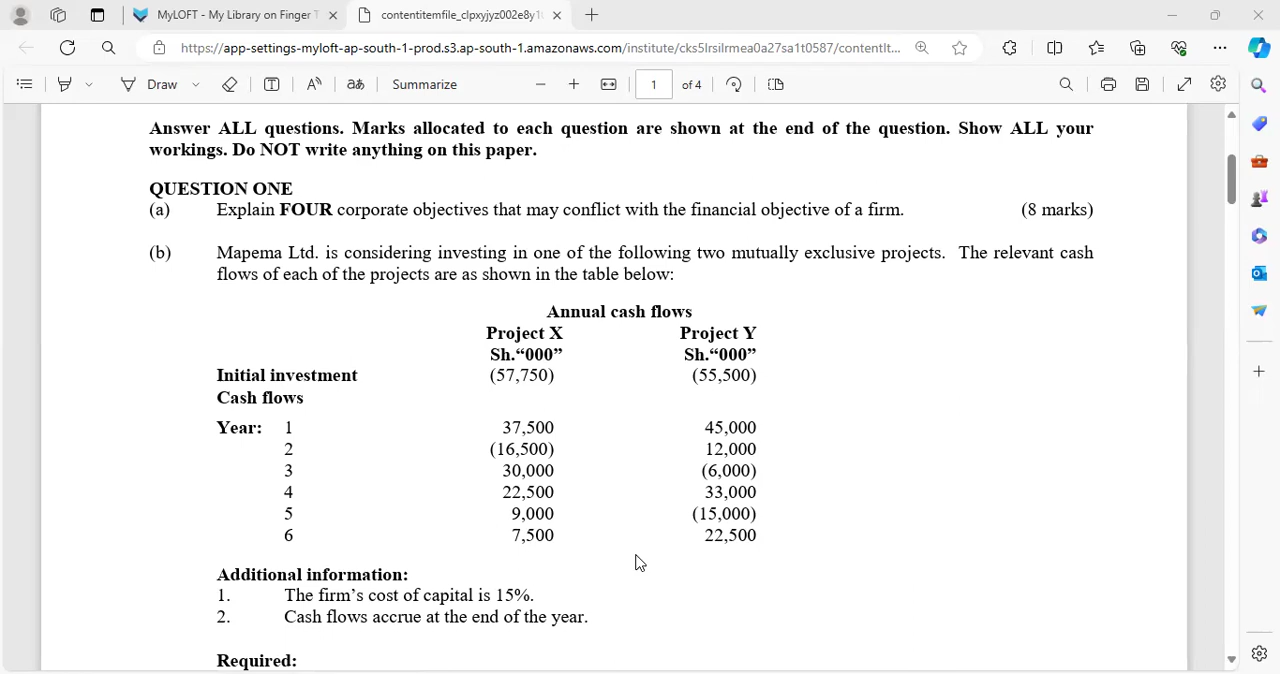 MyLOFT - My Library on Finger T
contentitemfile_clpxyjyz002e8y1
https://app-settings-myloft-ap-south-1-prod.s3.ap-south-1.amazonaws.com/institute/cks5lrsilrmea0a27sa1t0587/contentIt...
Draw
aあ
Summarize
1 of 4
Answer ALL questions. Marks allocated to each question are shown at the end of the question. Show ALL your
workings. Do NOT write anything on this paper.
QUESTION ONE
(a) Explain FOUR corporate objectives that may conflict with the financial objective of a firm. (8 marks)
(b) Mapema Ltd. is considering investing in one of the following two mutually exclusive projects. The relevant cash
flows of each of the projects are as shown in the table below:
Annual cash flows
Project X Project Y
Sh.“000” Sh.“000”
Initial investment (57,750) (55,500)
Cash flows
Year: 1 37,500 45,000
2 (16,500) 12,000
3 30,000 (6,000)
4 22,500 33,000
5 9,000 (15,000)
6 7,500 22,500
Additional information:
1. The firm’s cost of capital is 15%.
2. Cash flows accrue at the end of the year.
Required: